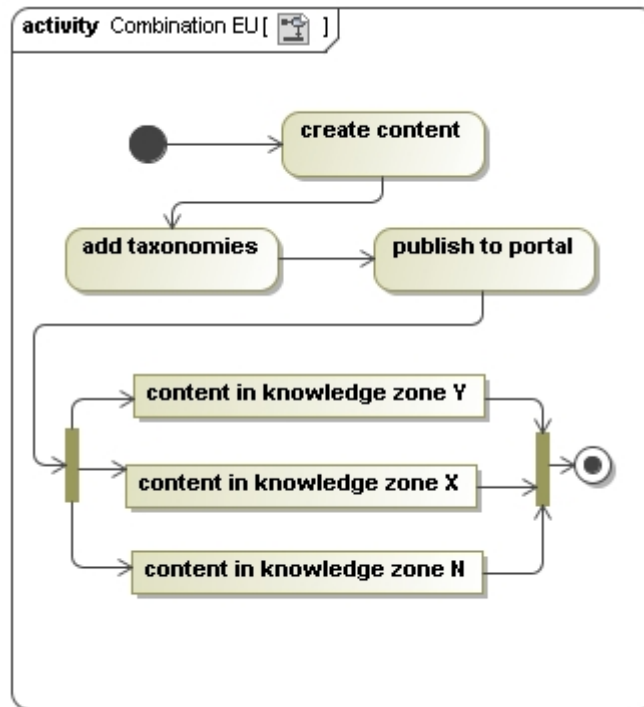 activity Combination EU [ ]
create content
add taxonomies
publish to portal
content in knowledge zone Y
content in knowledge zone X
content in knowledge zone N